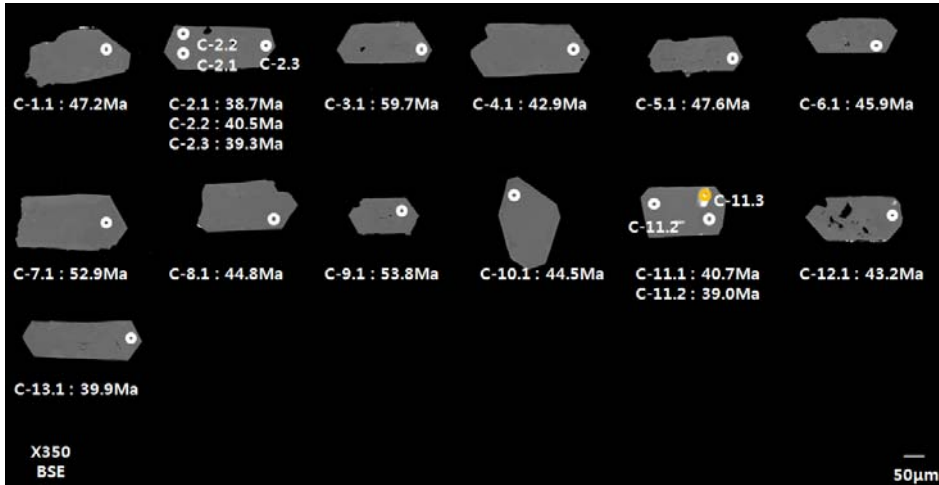 C-2.2
C-2.1
C-2.3
C-1.1 : 47.2Ma
C-2.1 : 38.7Ma
C-2.2 : 40.5Ma
C-2.3 : 39.3Ma
C-3.1 : 59.7Ma
C-4.1 : 42.9Ma
C-5.1 : 47.6Ma
C-6.1 : 45.9Ma
C-11.3
C-11.2
C-7.1 : 52.9Ma
C-8.1 : 44.8Ma
C-9.1 : 53.8Ma
C-10.1 : 44.5Ma
C-11.1 : 40.7Ma
C-11.2 : 39.0Ma
C-12.1 : 43.2Ma
C-13.1 : 39.9Ma
X350
BSE
50μm